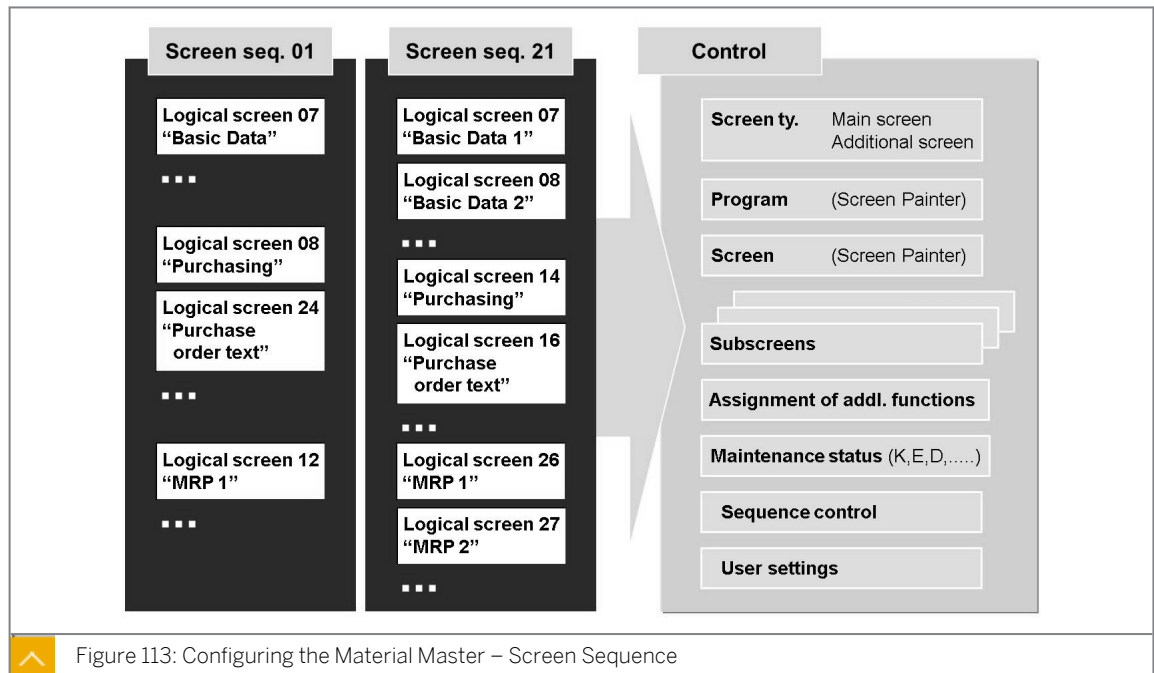 Screen seq. 01
Logical screen 07
“Basic Data”
...
Logical screen 08
“Purchasing”
Logical screen 24
“Purchase
order text”
...
Logical screen 12
“MRP 1”
...
Screen seq. 21
Logical screen 07
“Basic Data 1”
Logical screen 08
“Basic Data 2”
...
Logical screen 14
“Purchasing”
Logical screen 16
“Purchase
order text”
...
Logical screen 26
“MRP 1”
Logical screen 27
“MRP 2”
...
Control
Screen ty. Main screen
Additional screen
Program (Screen Painter)
Screen (Screen Painter)
Subscreens
Assignment of addl. functions
Maintenance status (K,E,D,.....)
Sequence control
User settings
Figure 113: Configuring the Material Master – Screen Sequence